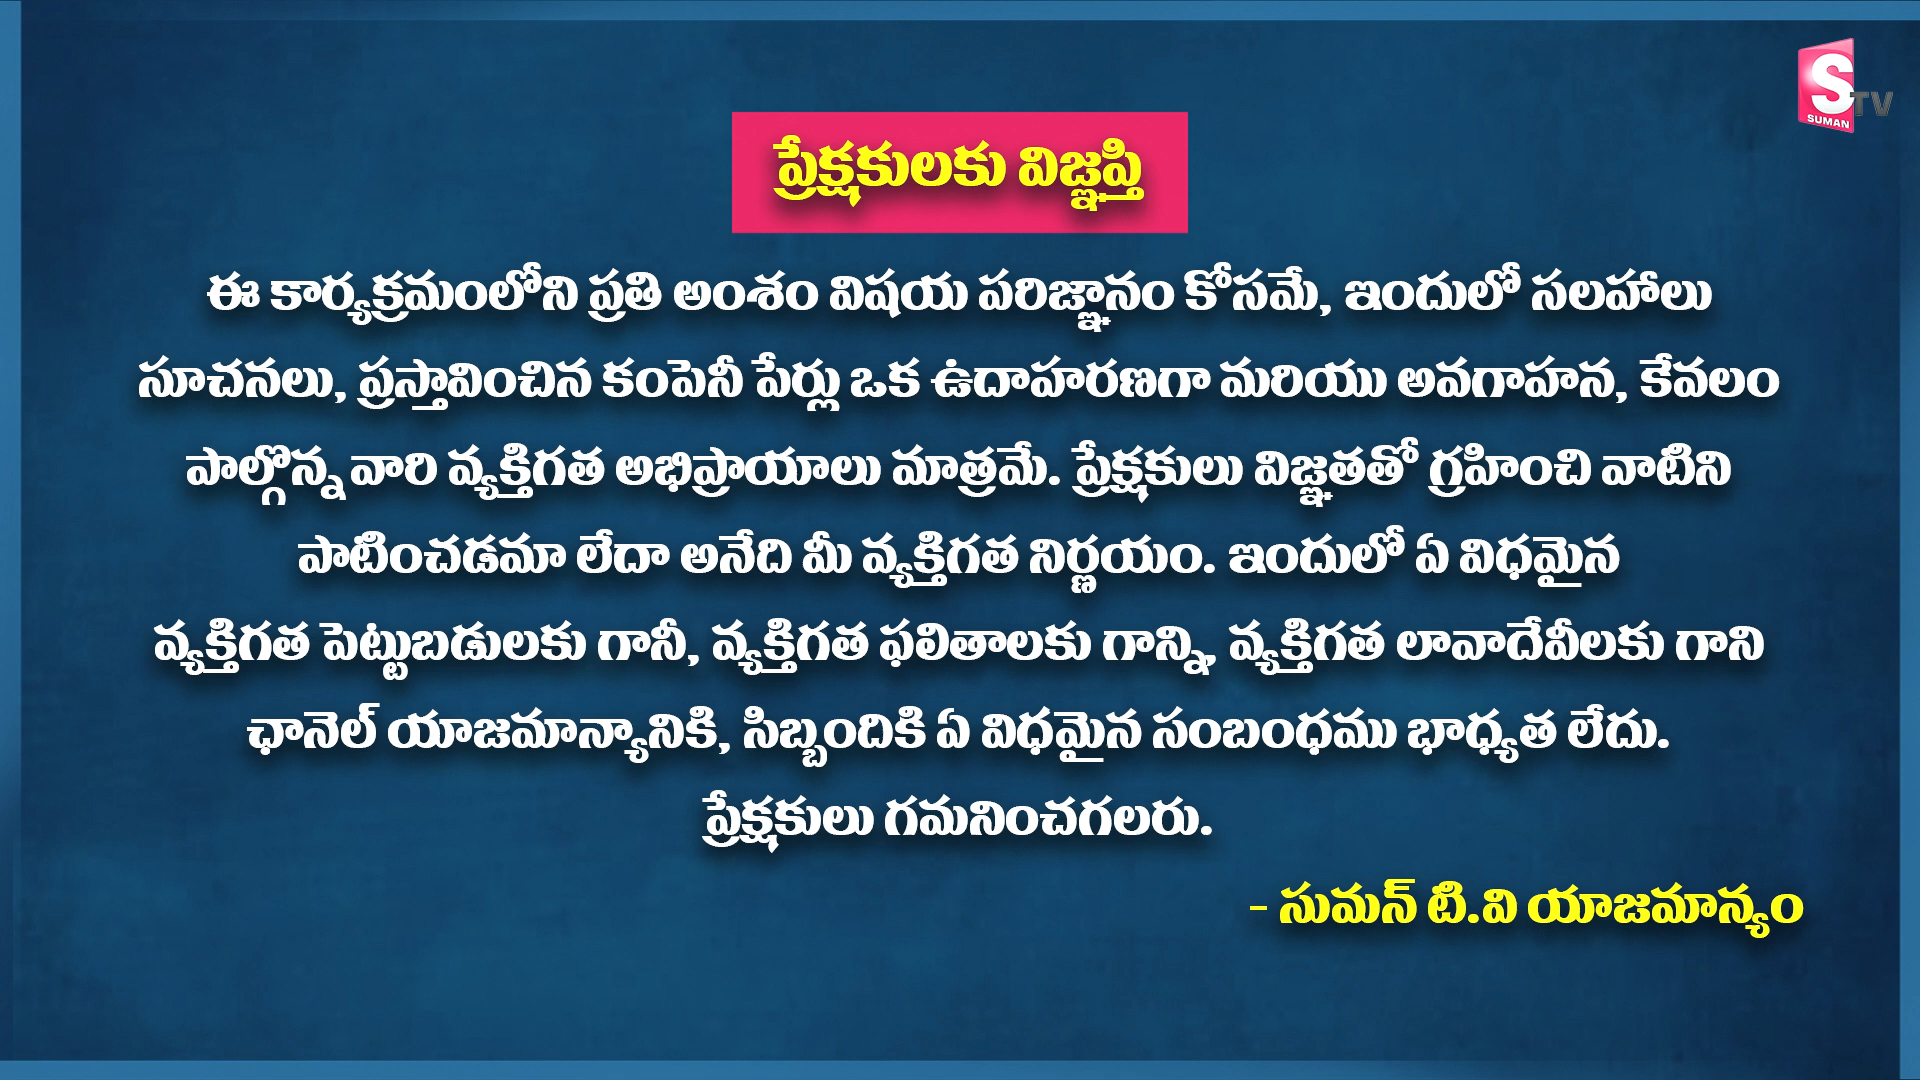 S
SUMAN
TV
ప్రేక్షకులకు విజ్ఞప్తి
ఈ కార్యక్రమంలోని ప్రతి అంశం విషయ పరిజ్ఞానం కోసమే, ఇందులో సలహాలు
సూచనలు, ప్రస్తావించిన కంపెనీ పేర్లు ఒక ఉదాహరణగా మరియు అవగాహన, కేవలం
పాల్గొన్న వారి వ్యక్తిగత అభిప్రాయాలు మాత్రమే. ప్రేక్షకులు విజ్ఞతతో గ్రహించి వాటిని
పాటించడమా లేదా అనేది మీ వ్యక్తిగత నిర్ణయం. ఇందులో ఏ విధమైన
వ్యక్తిగత పెట్టుబడులకు గానీ, వ్యక్తిగత ఫలితాలకు గాన్ని, వ్యక్తిగత లావాదేవీలకు గాని
ఛానెల్ యాజమాన్యానికి, సిబ్బందికి ఏ విధమైన సంబంధము భాధ్యత లేదు.
ప్రేక్షకులు గమనించగలరు.
- సుమన్ టి.వి యాజమాన్యం